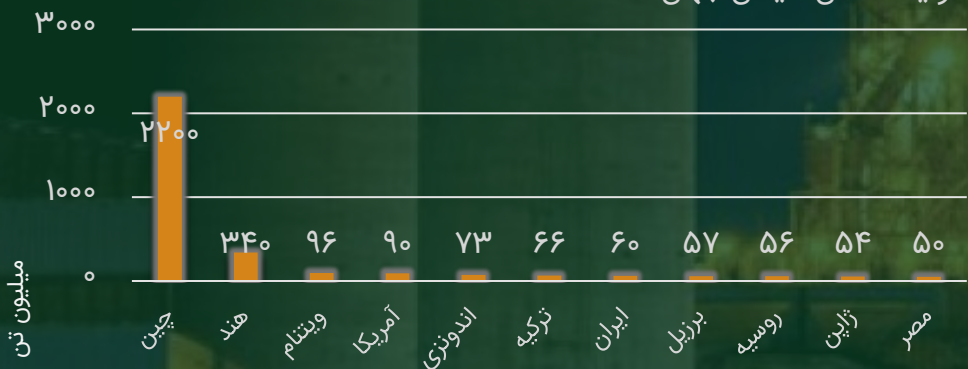 ۳۰۰۰
۲۰۰۰
۱۰۰۰
۰
میلیون تن
۲۲۰۰
۳۴۰
۹۶
۹۰
۷۳
۶۶
۶۰
۵۷
۵۶
۵۴
۵۰
چین
هند
ویتنام
آمریکا
اندونزی
ترکیه
ایران
برزیل
روسیه
ژاپن
مصر